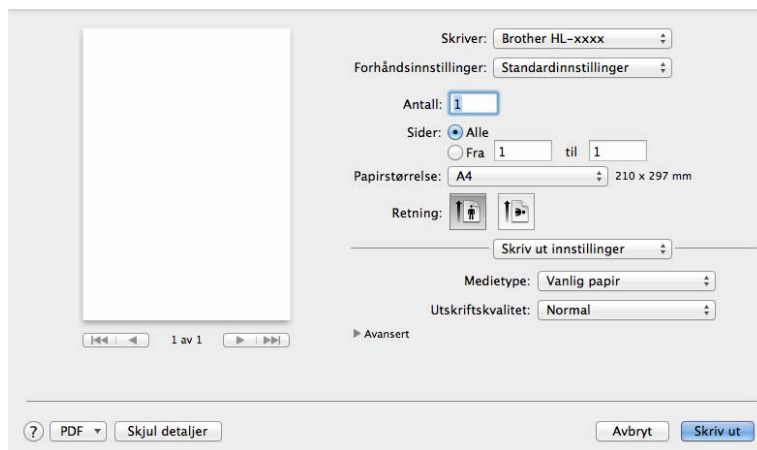 Skriver: Brother HL-xxxx
Forhåndsinnstillinger: Standardinnstillinger
Antall: 1
Sider: Alle
Fra 1 til 1
Papirstørrelse: A4 210 x 297 mm
Retning:
Skriv ut innstillinger
Medietype: Vanlig papir
Utskriftskvalitet: Normal
Avansert
1 av 1
? PDF Skjul detaljer Avbryt Skriv ut